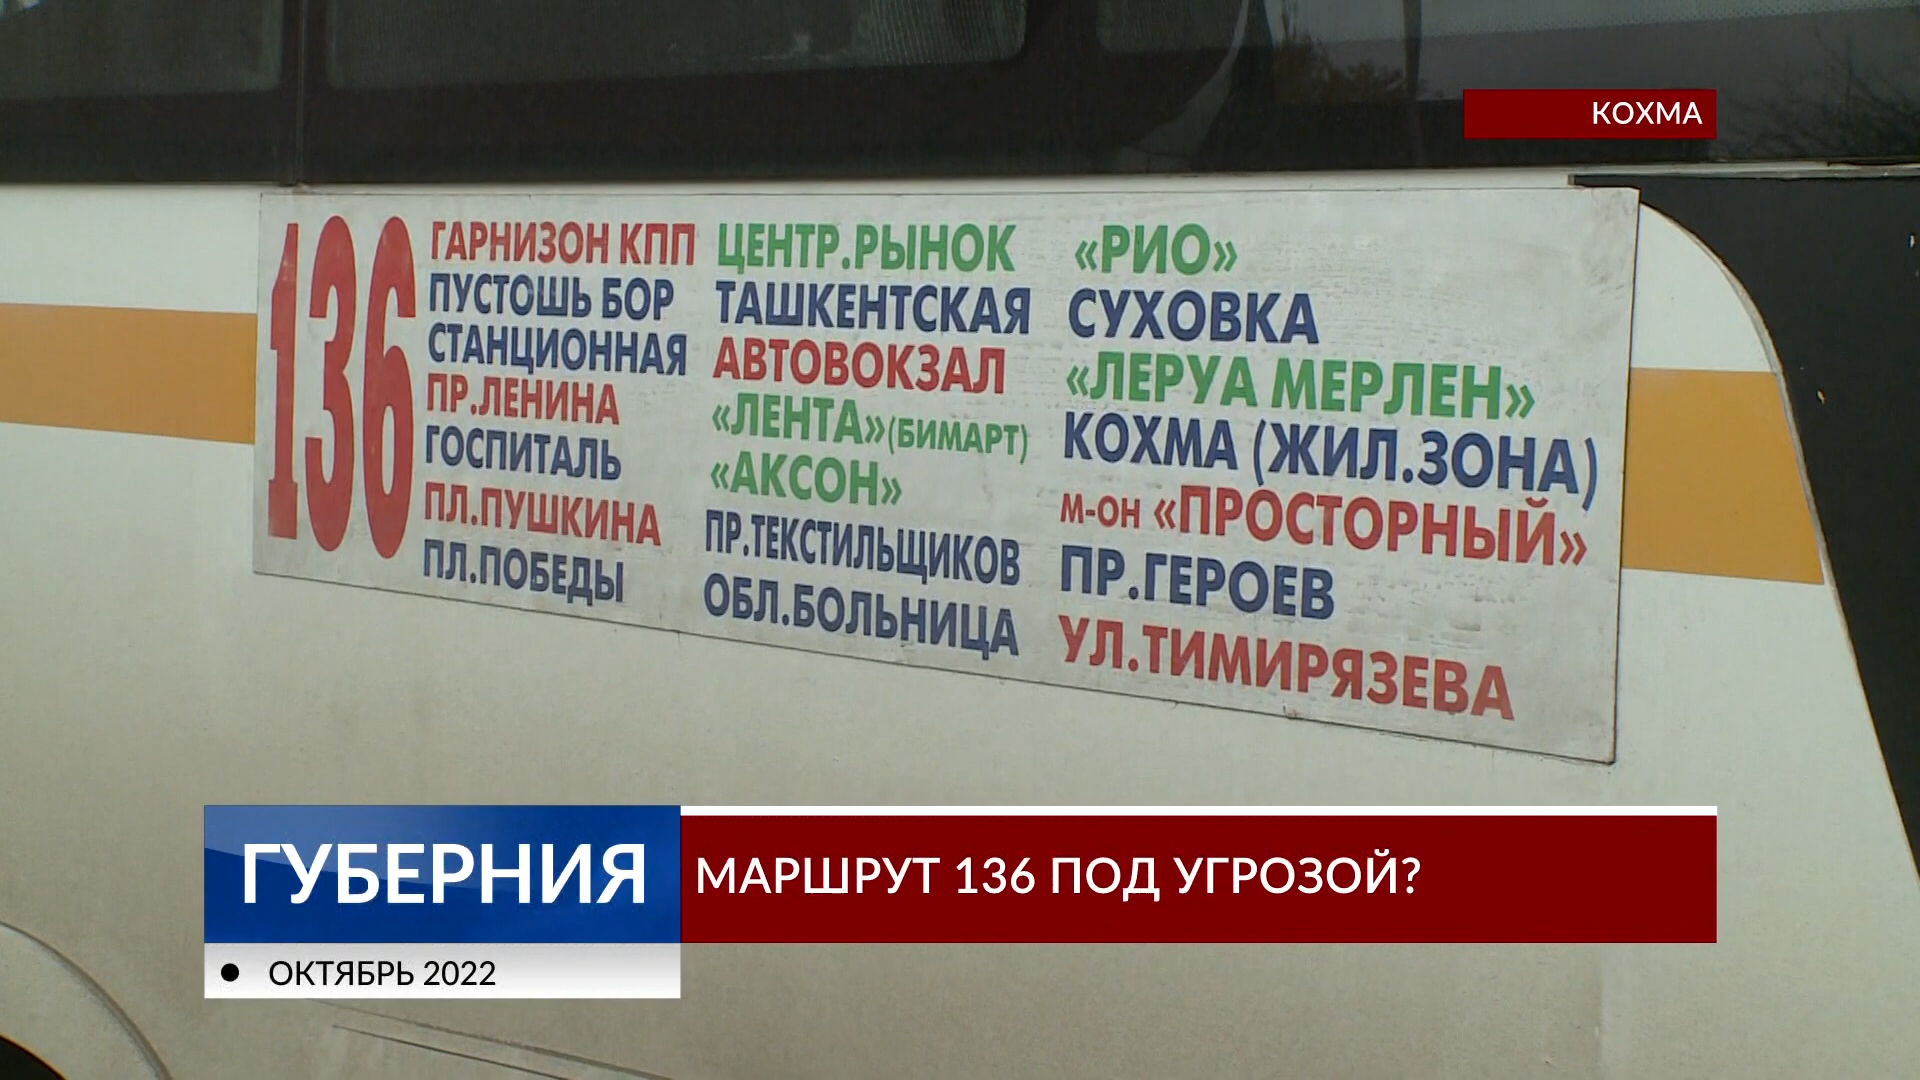 КОХМА
136
ГАРНИЗОН КПП
ПУСТОШЬ БОР
СТАНЦИОННАЯ
ПР.ЛЕНИНА
ГОСПИТАЛЬ
ПЛ.ПУШКИНА
ПЛ.ПОБЕДЫ
ЦЕНТР.РЫНОК
ТАШКЕНТСКАЯ
АВТОВОКЗАЛ
«ЛЕНТА»(БИМАРТ)
«АКСОН»
ПР.ТЕКСТИЛЬЩИКОВ
ОБЛ.БОЛЬНИЦА
«РИО»
СУХОВКА
«ЛЕРУА МЕРЛЕН»
КОХМА (ЖИЛ.ЗОНА)
М-ОН «ПРОСТОРНЫЙ»
ПР.ГЕРОЕВ
УЛ.ТИМИРЯЗЕВА
ГУБЕРНИЯ
МАРШРУТ 136 ПОД УГРОЗОЙ?
• ОКТЯБРЬ 2022